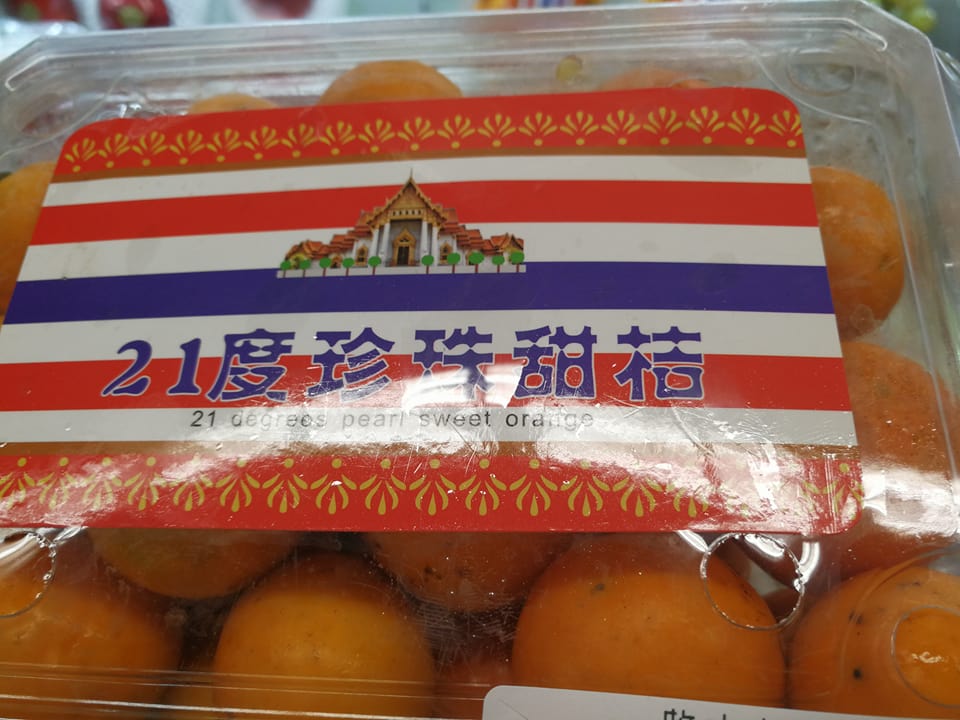 21度珍珠甜桔
21 degrees pearl sweet orange